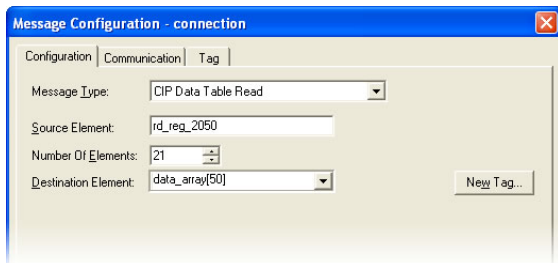 Message Configuration - connection
Configuration Communication Tag
Message Type: CIP Data Table Read
Source Element: rd_reg_2050
Number Of Elements: 21
Destination Element: data_array[50] New Tag...